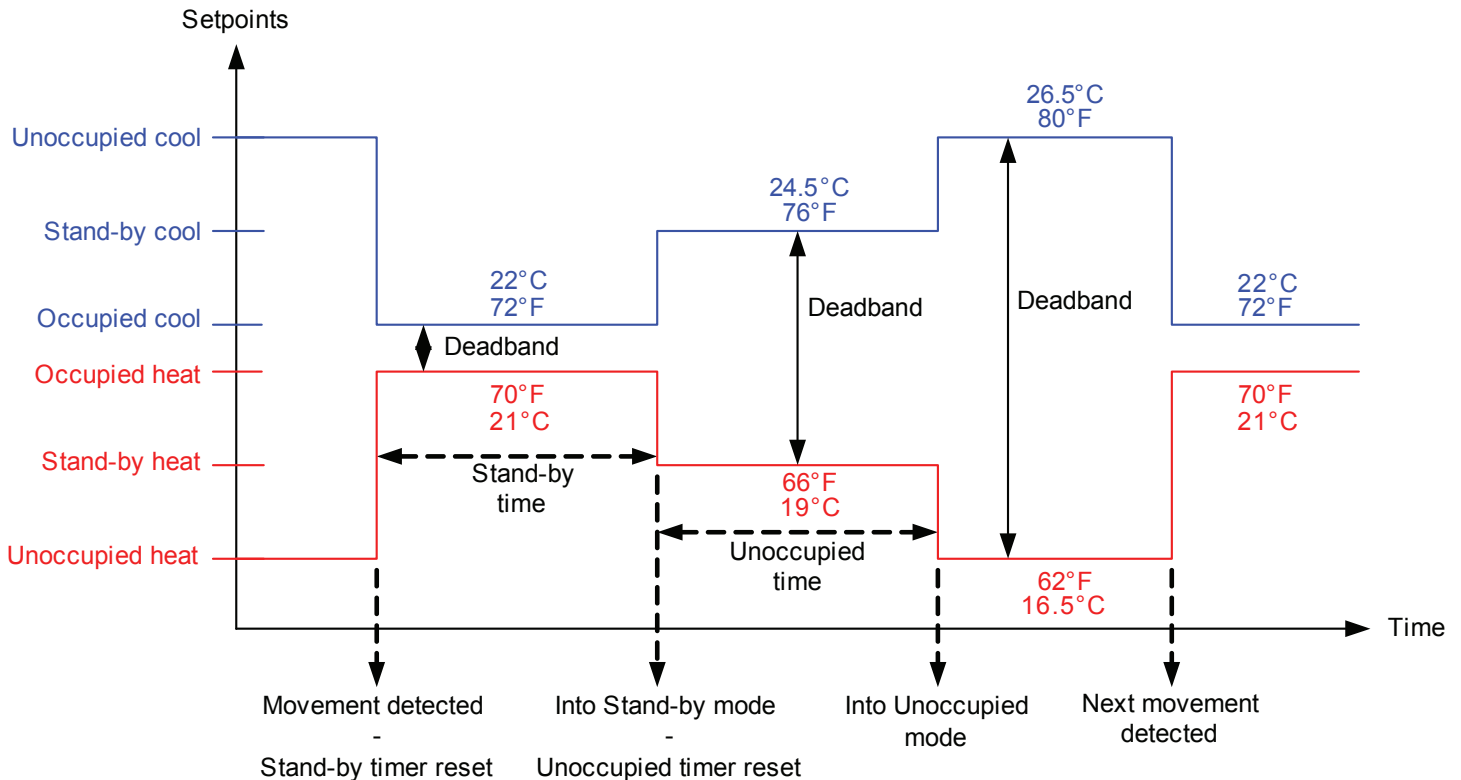 Setpoints
26.5°C
80°F
Unoccupied cool
24.5°C
76°F
Stand-by cool
22°C
72°F
Deadband
Deadband
22°C
72°F
Occupied cool
Deadband
Occupied heat
70°F
21°C
70°F
21°C
Stand-by heat
Stand-by
time
66°F
19°C
Unoccupied heat
Unoccupied
time
62°F
16.5°C
Time
Movement detected
-
Stand-by timer reset
Into Stand-by mode
-
Unoccupied timer reset
Into Unoccupied
mode
Next movement
detected